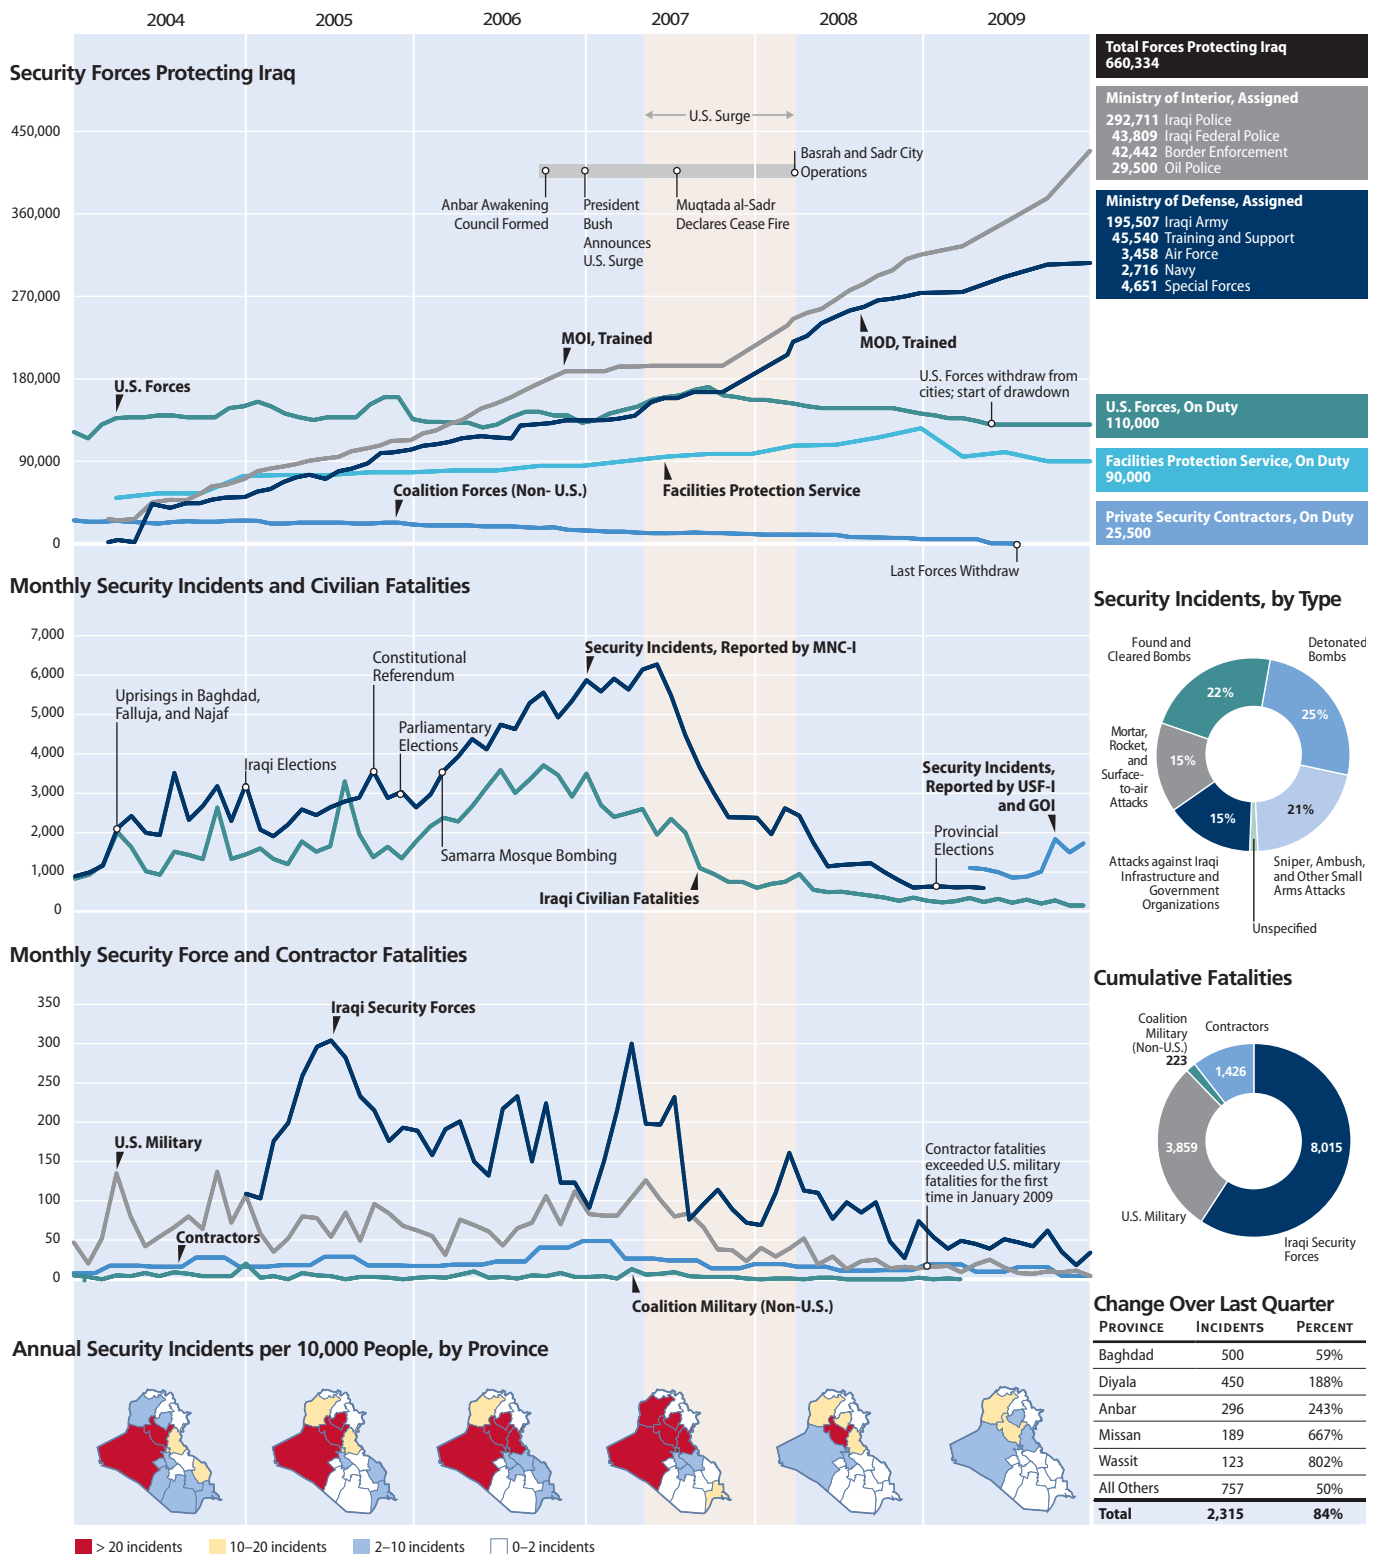 2004 2005 2006 2007 2008 2009
Security Forces Protecting Iraq
450,000
360,000
270,000
180,000
90,000
0
U.S. Surge
Basrah and Sadr City
Operations
Anbar Awakening
Council Formed
President
Bush
Announces
U.S. Surge
Muqtada al-Sadr
Declares Cease Fire
MOI, Trained
MOD, Trained
U.S. Forces
U.S. Forces withdraw from
cities; start of drawdown
Coalition Forces (Non- U.S.)
Facilities Protection Service
Last Forces Withdraw
Total Forces Protecting Iraq
660,334
Ministry of Interior, Assigned
292,711 Iraqi Police
43,809 Iraqi Federal Police
42,442 Border Enforcement
29,500 Oil Police
Ministry of Defense, Assigned
195,507 Iraqi Army
45,540 Training and Support
3,458 Air Force
2,716 Navy
4,651 Special Forces
U.S. Forces, On Duty
110,000
Facilities Protection Service, On Duty
90,000
Private Security Contractors, On Duty
25,500
Monthly Security Incidents and Civilian Fatalities
7,000
6,000
5,000
4,000
3,000
2,000
1,000
0
Uprisings in Baghdad,
Falluja, and Najaf
Iraqi Elections
Constitutional
Referendum
Parliamentary
Elections
Samarra Mosque Bombing
Security Incidents, Reported by MNC-I
Iraqi Civilian Fatalities
Security Incidents,
Reported by USF-I
and GOI
Provincial
Elections
Security Incidents, by Type
Found and
Cleared Bombs
Detonated
Bombs
22%
25%
Mortar,
Rocket,
and
Surface-
to-air
Attacks
15%
15%
21%
Attacks against Iraqi
Infrastructure and
Government
Organizations
Sniper, Ambush,
and Other Small
Arms Attacks
Unspecified
Monthly Security Force and Contractor Fatalities
350
300
250
200
150
100
50
0
Iraqi Security Forces
U.S. Military
Contractors
Coalition Military (Non-U.S.)
Contractor fatalities
exceeded U.S. military
fatalities for the first
time in January 2009
Cumulative Fatalities
Coalition
Military
(Non-U.S.)
223
Contractors
1,426
3,859
8,015
U.S. Military
Iraqi Security
Forces
Annual Security Incidents per 10,000 People, by Province
> 20 incidents
10–20 incidents
2–10 incidents
0–2 incidents
Change Over Last Quarter
PROVINCE INCIDENTS PERCENT
Baghdad 500 59%
Diyala 450 188%
Anbar 296 243%
Missan 189 667%
Wassit 123 802%
All Others 757 50%
Total 2,315 84%